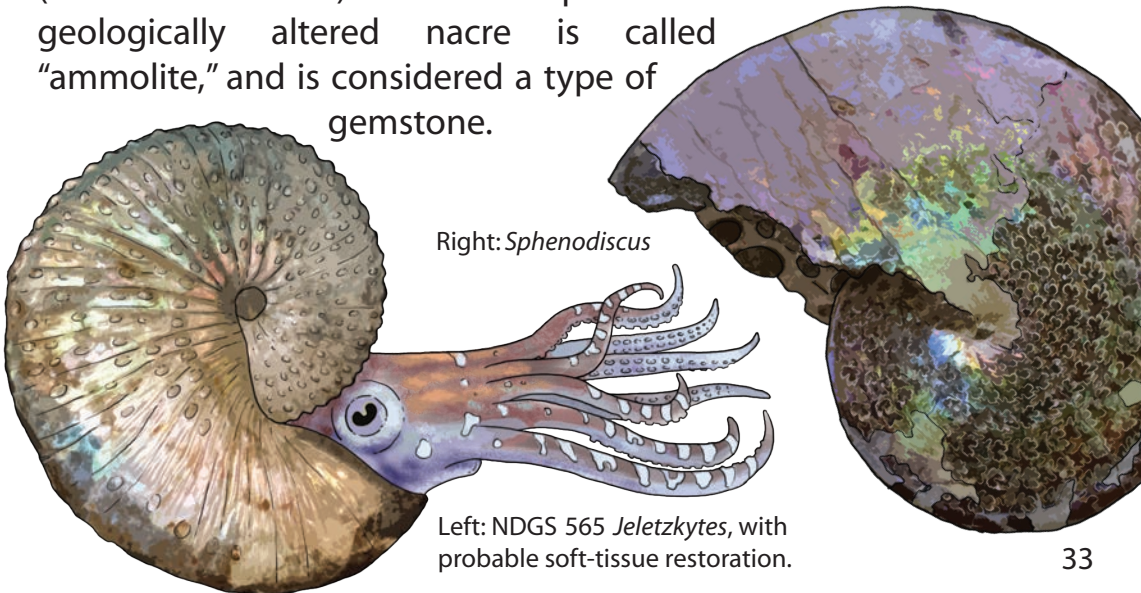 geologically altered nacre is called
“ammolite,” and is considered a type of
gemstone.
Right: Sphenodiscus
Left: NDGS 565 Jeletzkytes, with
probable soft-tissue restoration.
33